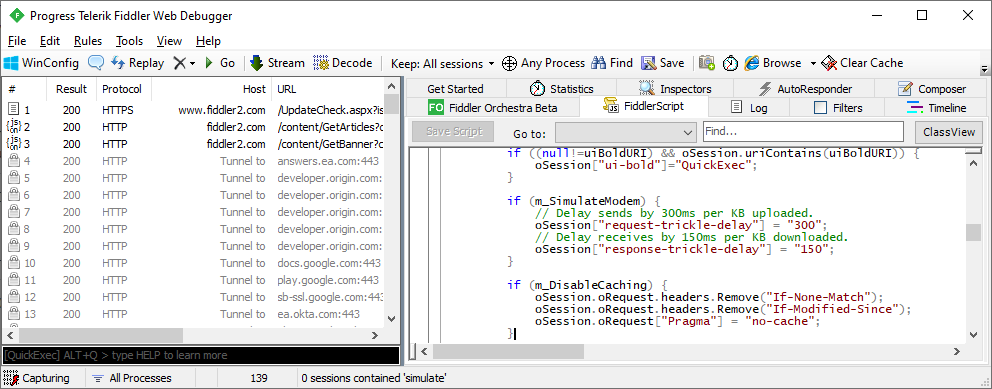 Progress Telerik Fiddler Web Debugger
File Edit Rules Tools View Help
WinConfig Replay Go Stream Decode Keep: All sessions Any Process Find Save Browse Clear Cache
# Result Protocol Host URL
1 200 HTTPS www.fiddler2.com /UpdateCheck.aspx?is
2 200 HTTP fiddler2.com /content/GetArticles?c
3 200 HTTP fiddler2.com /content/GetBanner?c
4 200 HTTP Tunnel to answers.ea.com:443
5 200 HTTP Tunnel to developer.origin.com:
6 200 HTTP Tunnel to developer.origin.com:
7 200 HTTP Tunnel to developer.origin.com:
8 200 HTTP Tunnel to developer.origin.com:
9 200 HTTP Tunnel to developer.origin.com:
10 200 HTTP Tunnel to docs.google.com:443
11 200 HTTP Tunnel to play.google.com:443
12 200 HTTP Tunnel to sb-ssl.google.com:443
13 200 HTTP Tunnel to ea.okta.com:443
[QuickExec] ALT+Q > type HELP to learn more
Get Started Statistics Inspectors AutoResponder Composer
FO Fiddler Orchestra Beta FiddlerScript Log Filters Timeline
Save Script Go to: Find... ClassView
if ((null!=uiBoldURI) && oSession.uriContains(uiBoldURI)) {
oSession["ui-bold"]="QuickExec";
}
if (m_SimulateModem) {
// Delay sends by 300ms per KB uploaded.
oSession["request-trickle-delay"] = "300";
// Delay receives by 150ms per KB downloaded.
oSession["response-trickle-delay"] = "150";
}
if (m_DisableCaching) {
oSession.oRequest.headers.Remove("If-None-Match");
oSession.oRequest.headers.Remove("If-Modified-Since");
oSession.oRequest["Pragma"] = "no-cache";
}
Capturing All Processes 139 0 sessions contained 'simulate'